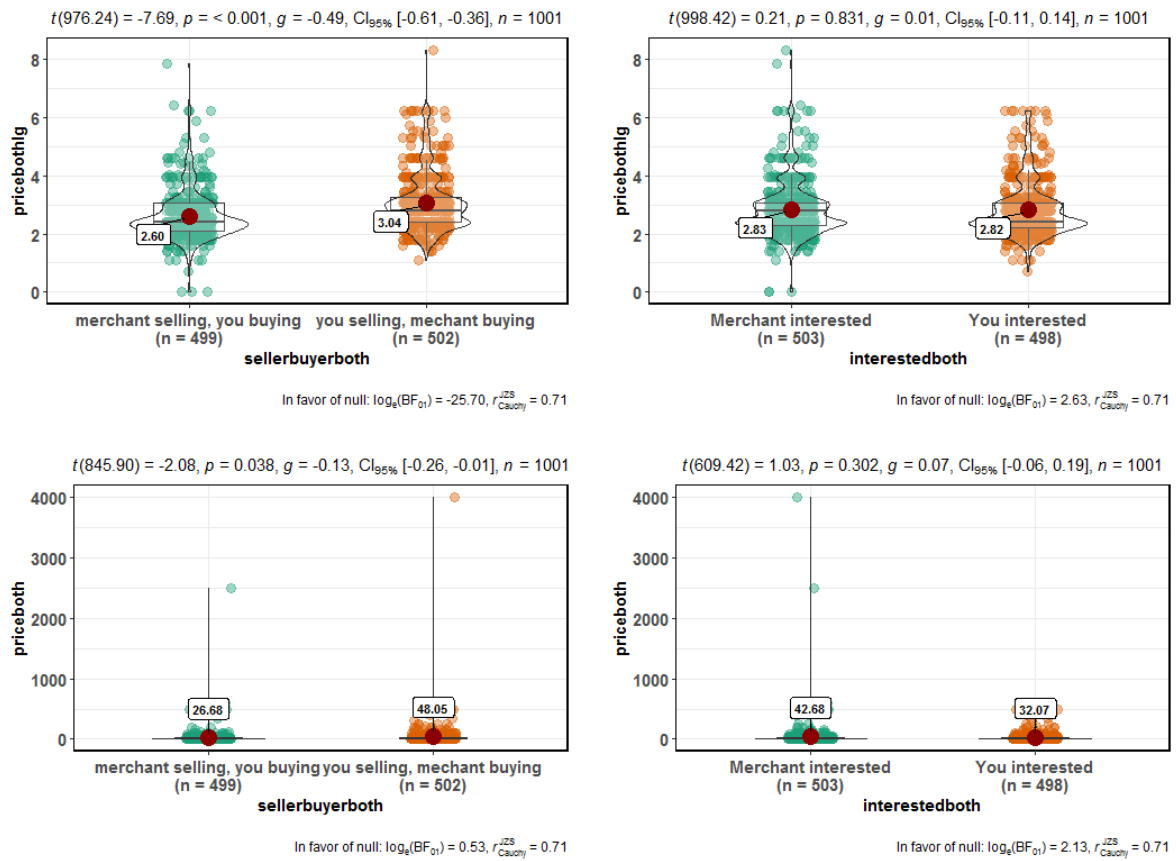 t(976.24) = -7.69, p = < 0.001, g = -0.49, CI95% [-0.61, -0.36], n = 1001
8
6
4
2
0
pricebothlg
2.60
3.04
merchant selling, you buying
(n = 499)
you selling, mechant buying
(n = 502)
sellerbuyerboth
In favor of null: loge(BF01) = -25.70, rJZSCauchy = 0.71
t(998.42) = 0.21, p = 0.831, g = 0.01, CI95% [-0.11, 0.14], n = 1001
8
6
4
2
0
pricebothlg
2.83
2.82
Merchant interested
(n = 503)
You interested
(n = 498)
interestedboth
In favor of null: loge(BF01) = 2.63, rJZSCauchy = 0.71
t(845.90) = -2.08, p = 0.038, g = -0.13, CI95% [-0.26, -0.01], n = 1001
4000
3000
2000
1000
0
priceboth
26.68
48.05
merchant selling, you buying
(n = 499)
you selling, mechant buying
(n = 502)
sellerbuyerboth
In favor of null: loge(BF01) = 0.53, rJZSCauchy = 0.71
t(609.42) = 1.03, p = 0.302, g = 0.07, CI95% [-0.06, 0.19], n = 1001
4000
3000
2000
1000
0
priceboth
42.68
32.07
Merchant interested
(n = 503)
You interested
(n = 498)
interestedboth
In favor of null: loge(BF01) = 2.13, rJZSCauchy = 0.71